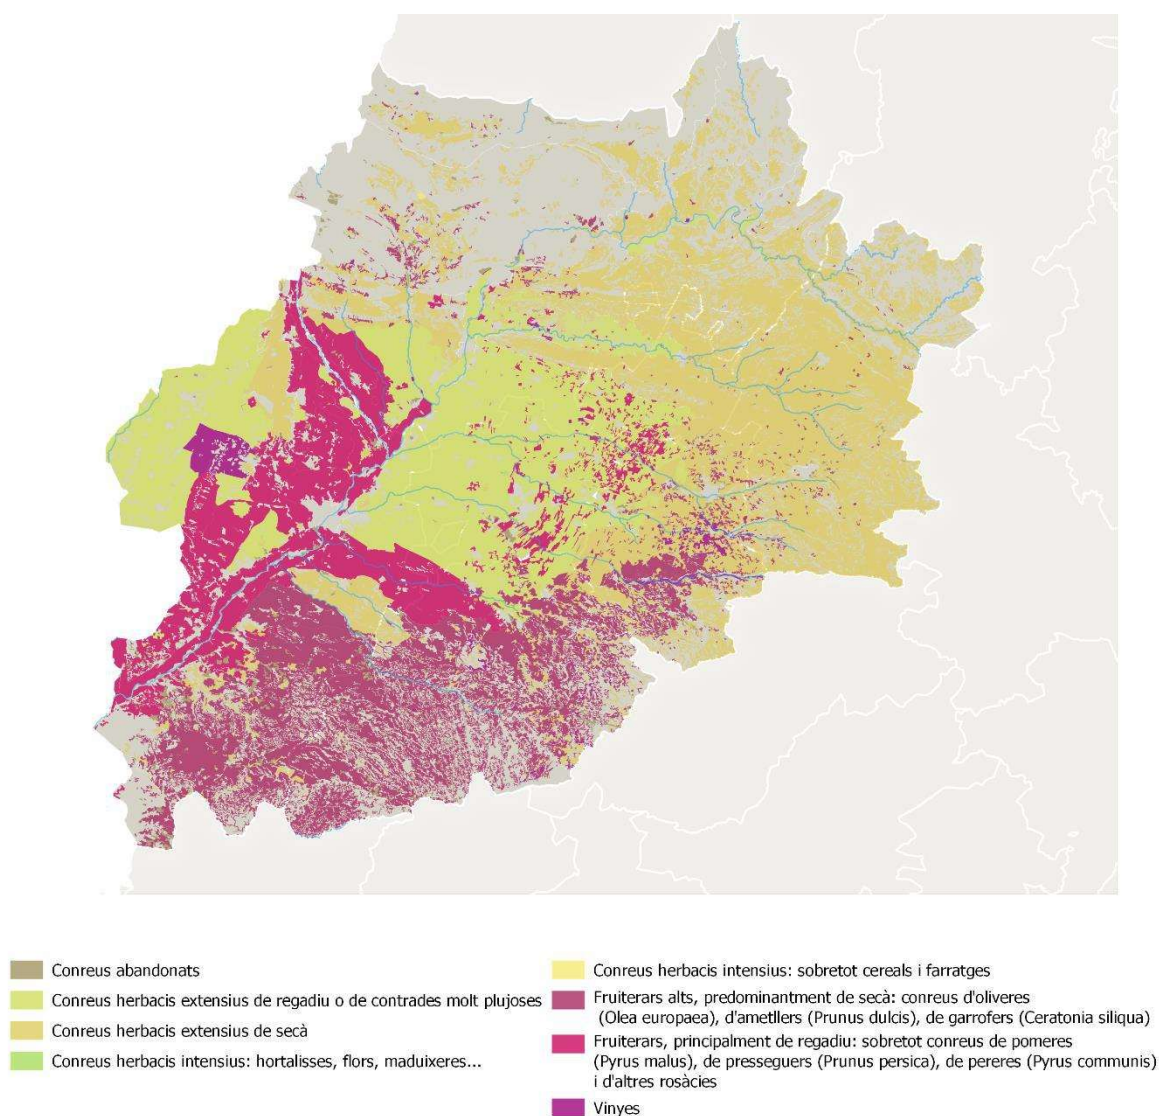 Conreus abandonats
Conreus herbacis extensius de regadiu o de contrades molt plujoses
Conreus herbacis extensius de secà
Conreus herbacis intensius: hortalisses, flors, maduixeres...
Conreus herbacis intensius: sobretot cereals i farratges
Fruiterars alts, predominantment de secà: conreus d'oliveres
(Olea europaea), d'ametllers (Prunus dulcis), de garrofers (Ceratonia siliqua)
Fruiterars, principalment de regadiu: sobretot conreus de pomeres
(Pyrus malus), de presseguers (Prunus persica), de pereres (Pyrus communis)
i d'altres rosàcies
Vinyes